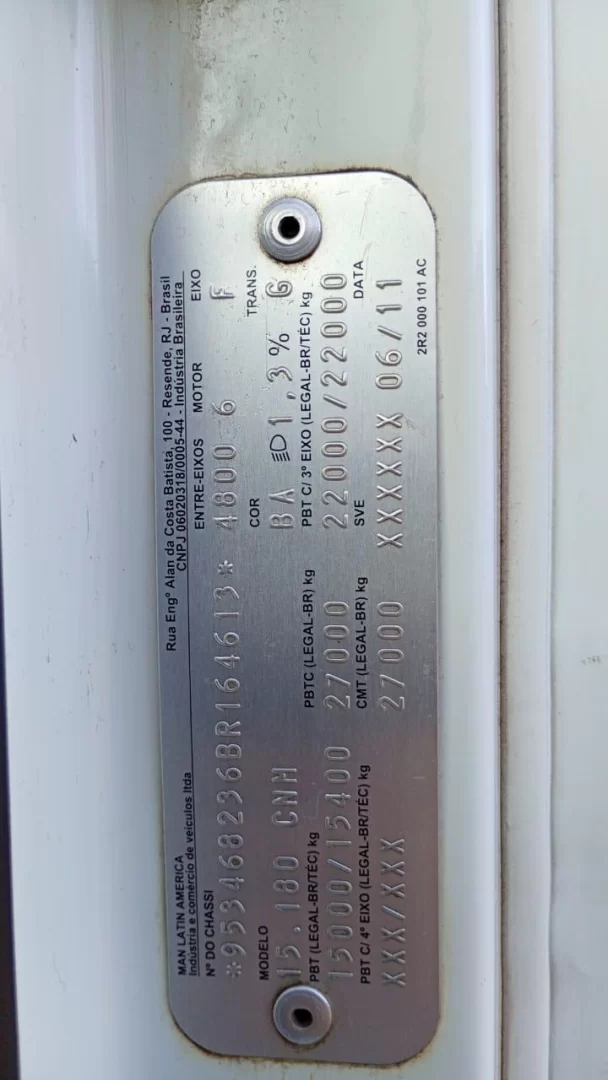 MAN LATIN AMERICA
Indústria e comércio de veículos ltda
Rua Engº Alan da Costa Batista, 100 - Resende, RJ - Brasil
CNPJ 06020318/0005-44 - Indústria Brasileira
Nº DO CHASSI ENTRE-EIXOS MOTOR EIXO
*953468236BR164613* 4800 6 F
MODELO COR TRANS.
15.180 CNM BA 1,3% G
PBT (LEGAL-BR/TÉC) kg PBTC (LEGAL-BR) kg PBT C/ 3º EIXO (LEGAL-BR/TÉC) kg
15000/15400 27000 22000/22000
PBT C/ 4º EIXO (LEGAL-BR/TÉC) kg CMT (LEGAL-BR) kg SVE DATA
XXX/XXX 27000 XXXXXX 06/11
2R2 000 101 AC